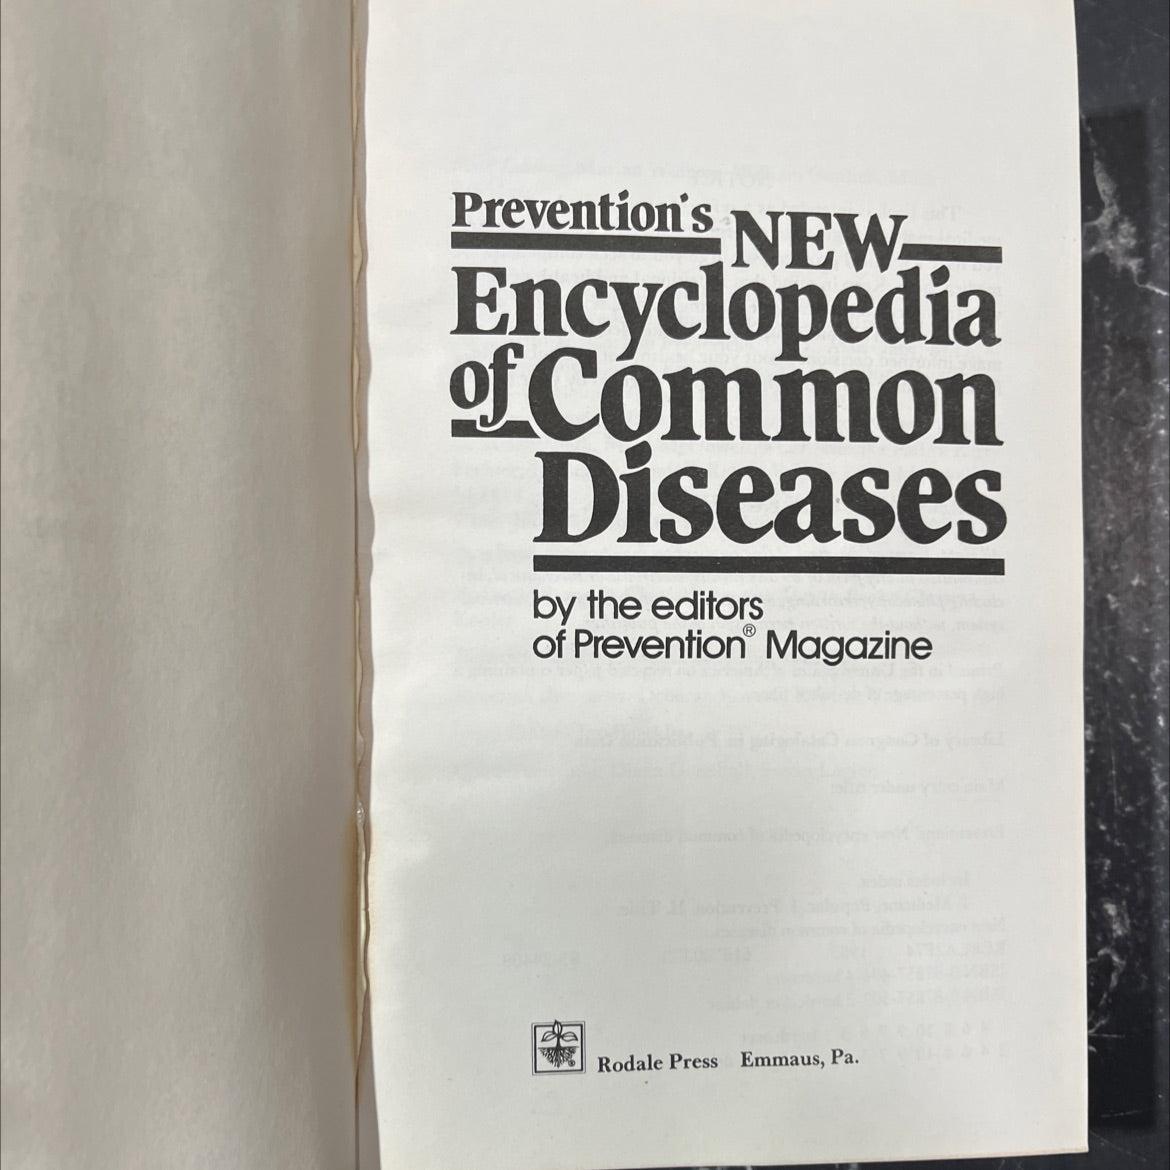 Prevention's NEW
Encyclopedia
of Common
Diseases
by the editors
of Prevention® Magazine
Rodale Press Emmaus, Pa.